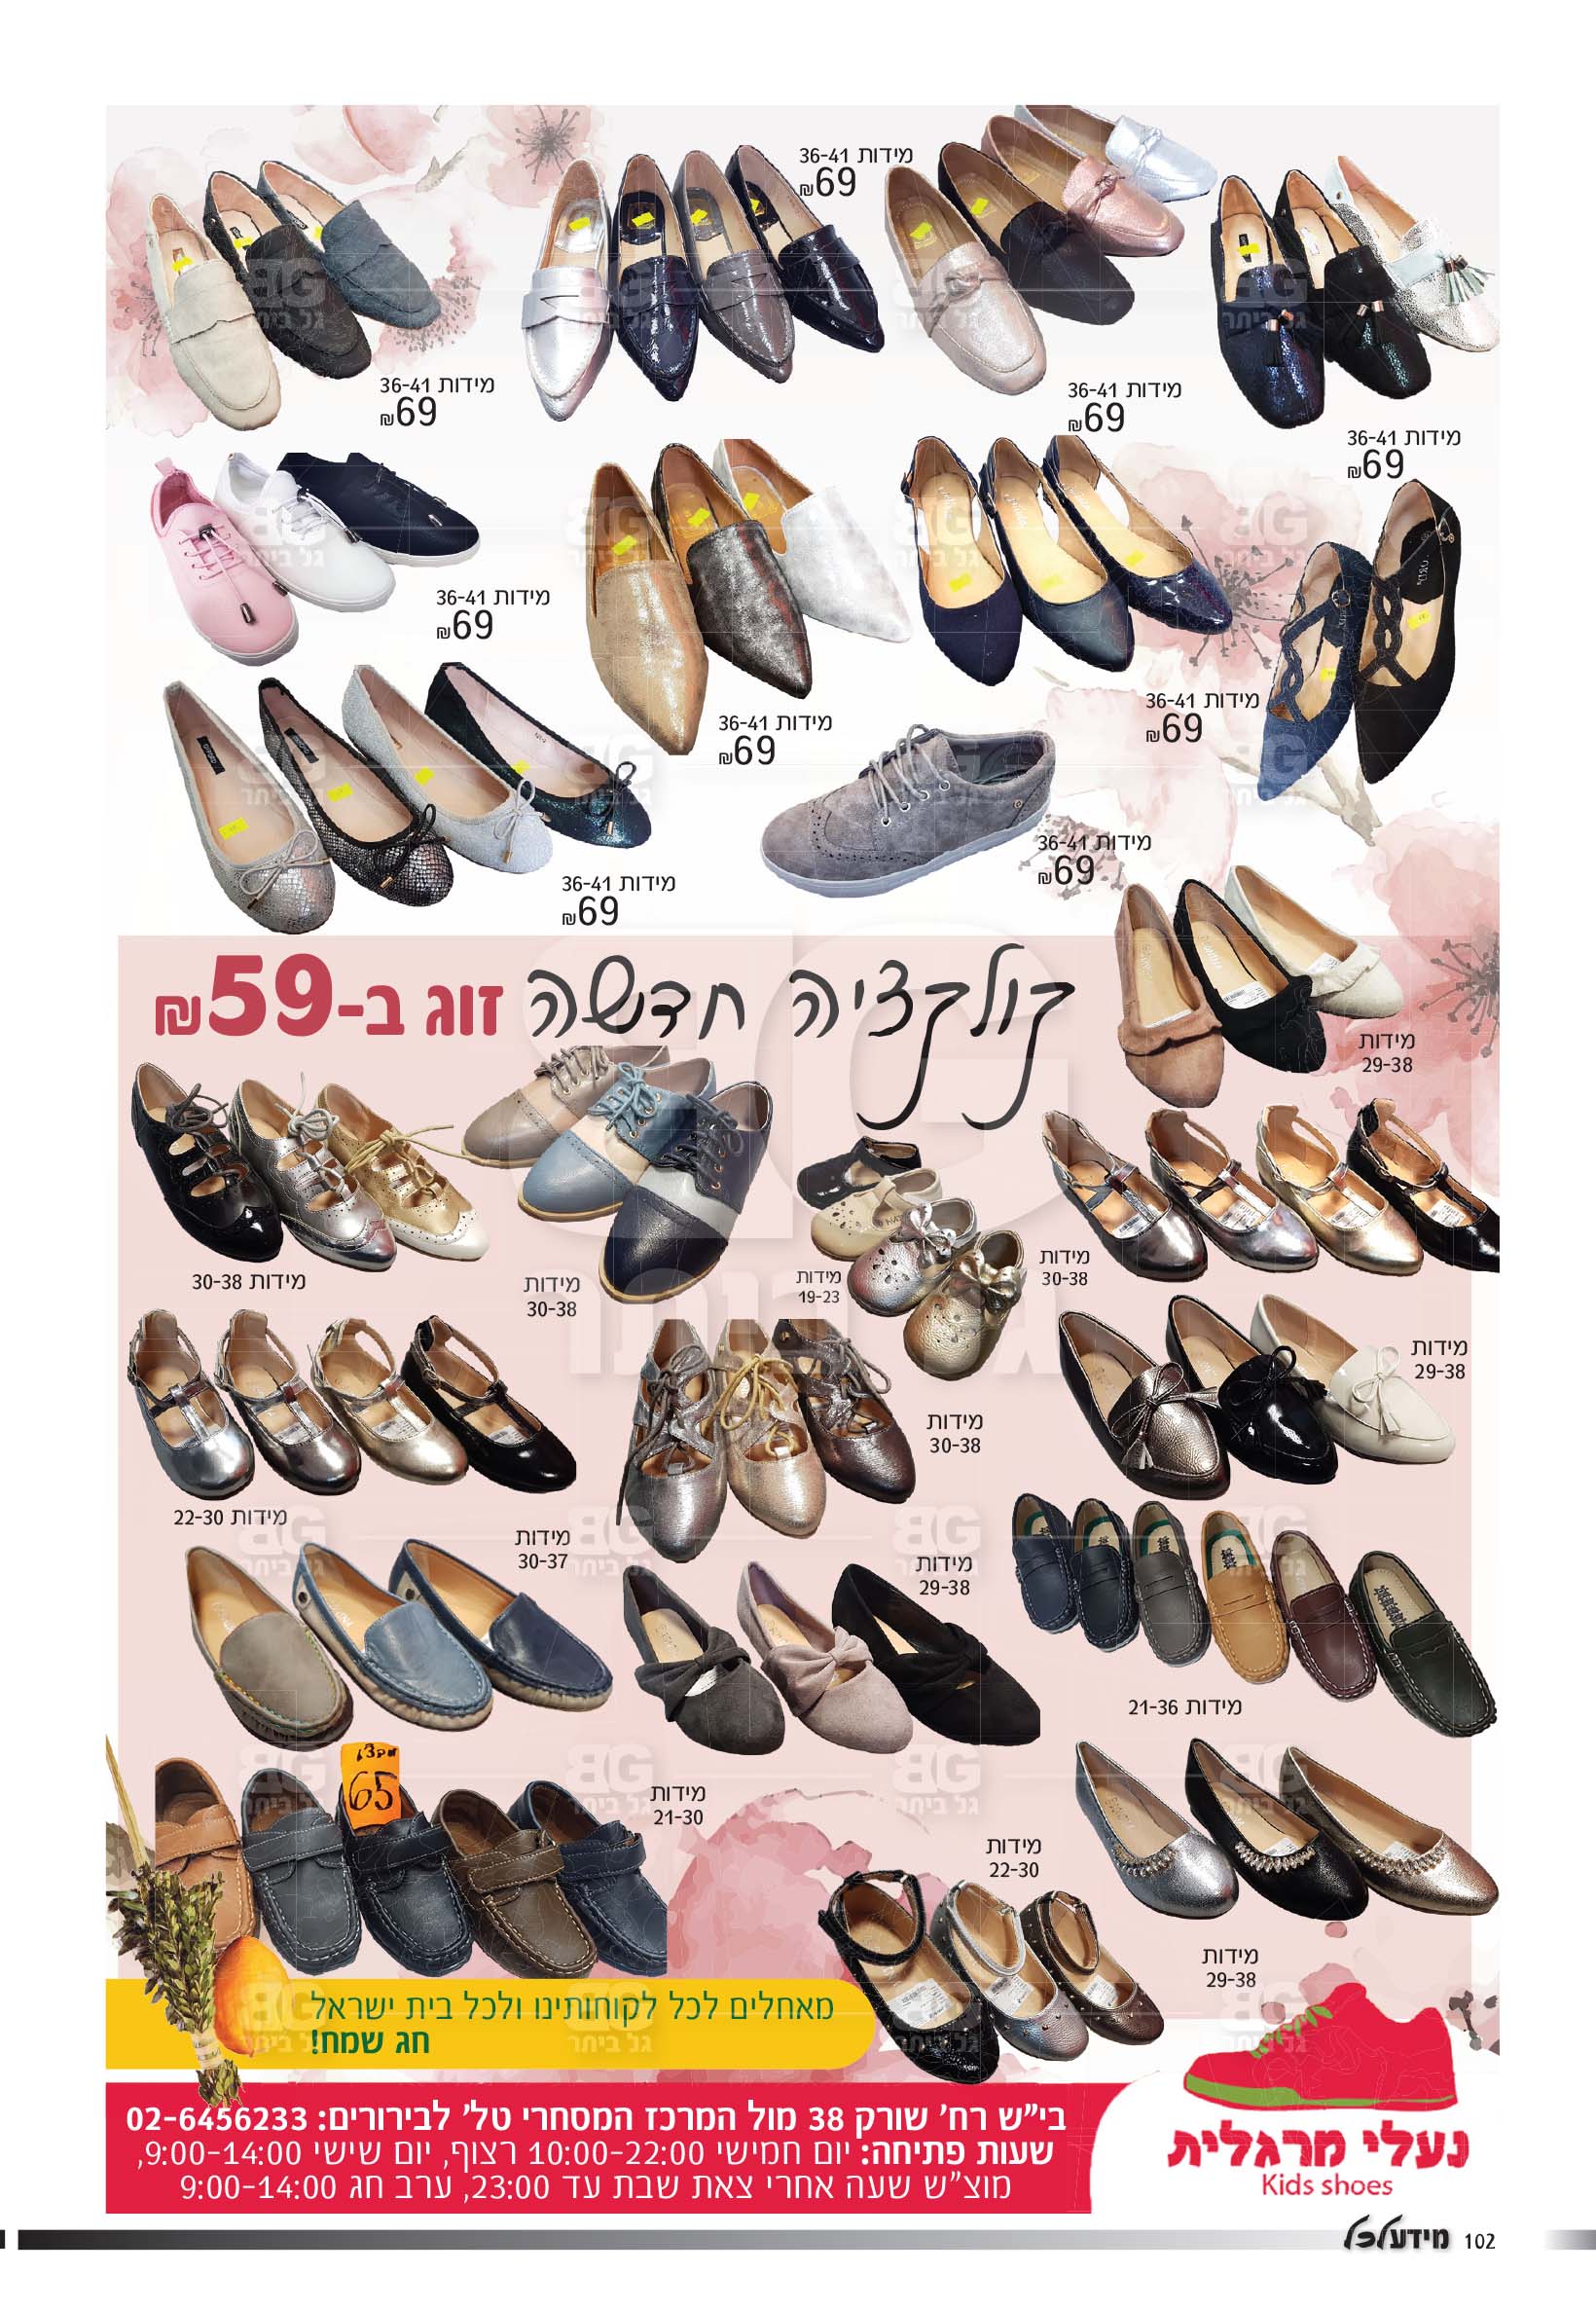 מידות 36-41
69₪
מידות 36-41
69₪
מידות 36-41
69₪
מידות 36-41
69₪
מידות 36-41
69₪
מידות 36-41
69₪
מידות 36-41
69₪
מידות 36-41
69₪
מידות 36-41
69₪
קולקציה חדשה זוג ב-59₪
מידות
29-38
מידות
30-38
מידות
19-23
מידות
30-38
מידות 30-38
מידות
29-38
מידות
30-38
מידות 22-30
מידות
30-37
מידות
29-38
מידות 21-36
65
מידות
21-30
מידות
22-30
מידות
29-38
מאחלים לכל לקוחותינו ולכל בית ישראל
חג שמח!
בי"ש רח' שורק 38 מול המרכז המסחרי טל' לבירורים: 02-6456233
שעות פתיחה: יום חמישי 10:00-22:00 רצוף, יום שישי 9:00-14:00,
מוצ"ש שעה אחרי צאת שבת עד 23:00, ערב חג 9:00-14:00
נעלי מרגלית
Kids shoes
102 מידעלכל
BG
גל ביתר